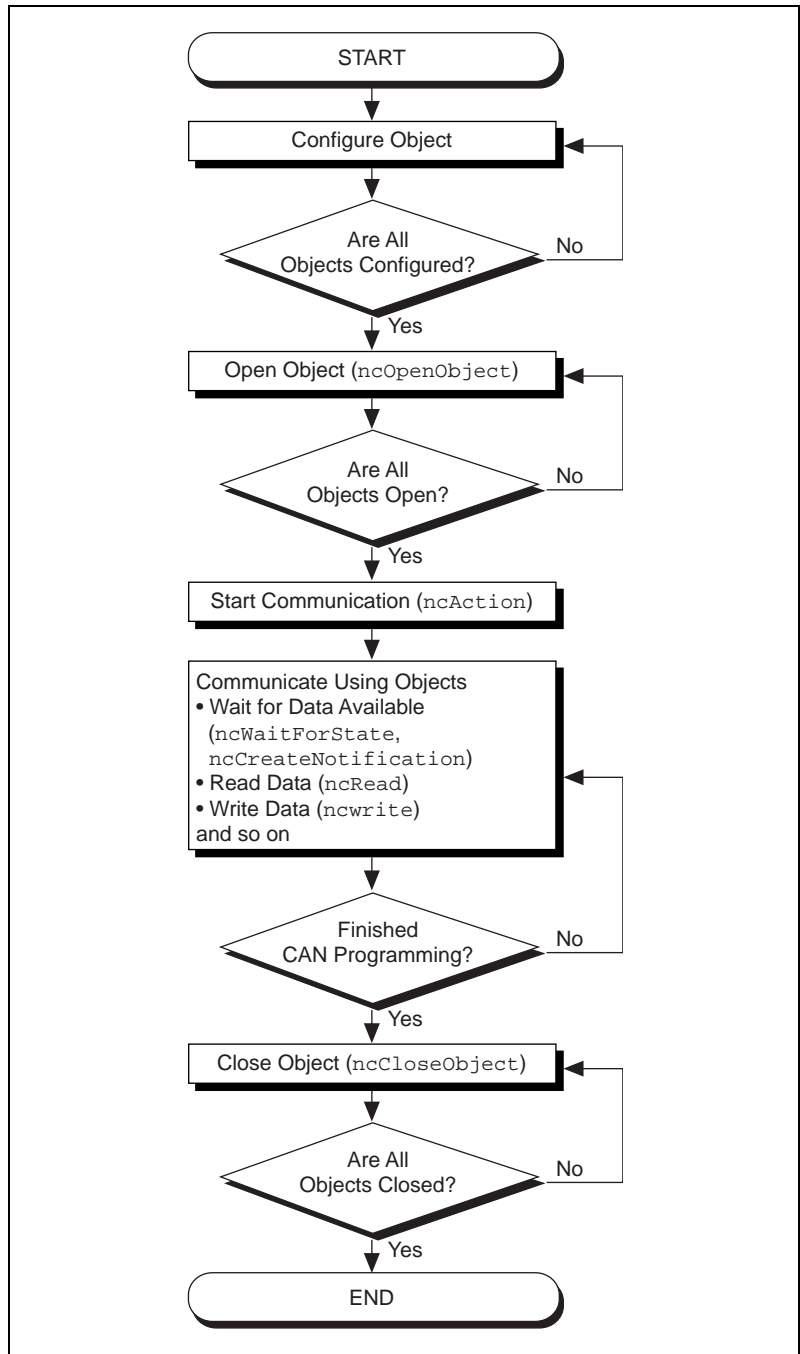 START
Configure Object
Are All
Objects Configured?
No
Yes
Open Object (ncOpenObject)
Are All
Objects Open?
No
Yes
Start Communication (ncAction)
Communicate Using Objects
• Wait for Data Available
(ncWaitForState,
ncCreateNotification)
• Read Data (ncRead)
• Write Data (ncwrite)
and so on
Finished
CAN Programming?
No
Yes
Close Object (ncCloseObject)
Are All
Objects Closed?
No
Yes
END